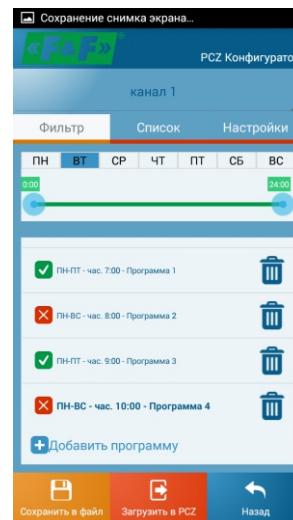 Сохранение снимка экрана...
«F&F»®
PCZ Конфигурато
канал 1
Фильтр Список Настройки
ПН ВТ СР ЧТ ПТ СБ ВС
0:00 24:00
ПН-ПТ - час. 7:00 - Программа 1
ПН-ВС - час. 8:00 - Программа 2
ПН-ПТ - час. 9:00 - Программа 3
ПН-ВС - час. 10:00 - Программа 4
Добавить программу
Сохранить в файл Загрузить в PCZ Назад